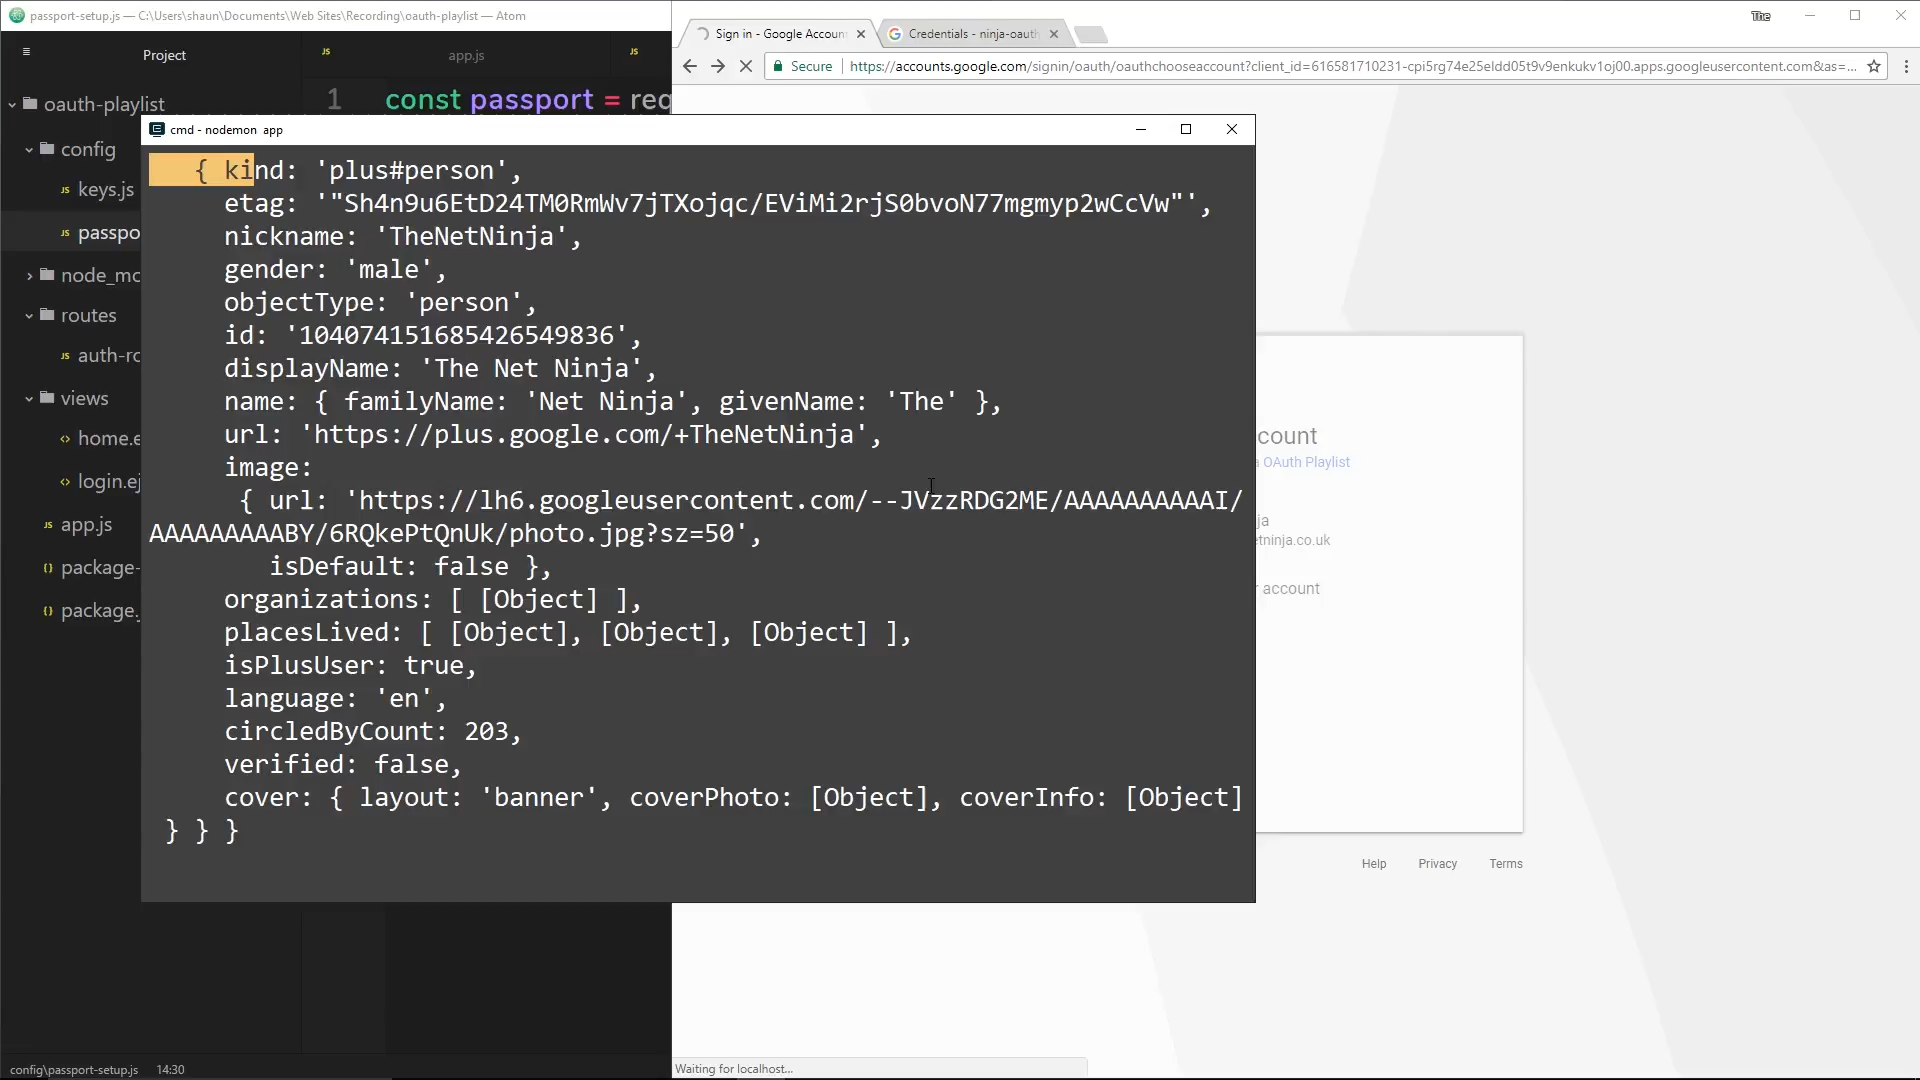 passport-setup.js — C:\Users\shaun\Documents\Web Sites\Recording\oauth-playlist — Atom
Project
app.js
oauth-playlist
config
keys.js
passpo
node_mo
routes
auth-ro
views
home.e
login.ej
app.js
package-
package.
1 const passport = req
config\passport-setup.js 14:30
Sign in - Google Accoun
Credentials - ninja-oauth
The
Secure
https://accounts.google.com/signin/oauth/oauthchooseaccount?client_id=616581710231-cpi5rg74e25eldd05t9v9enkukv1oj00.apps.googleusercontent.com&as=...
cmd - nodemon app
{ kind: 'plus#person',
etag: '"Sh4n9u6EtD24TM0RmWv7jTXojqc/EViMi2rjS0bvoN77mgmyp2wCcVw"',
nickname: 'TheNetNinja',
gender: 'male',
objectType: 'person',
id: '104074151685426549836',
displayName: 'The Net Ninja',
name: { familyName: 'Net Ninja', givenName: 'The' },
url: 'https://plus.google.com/+TheNetNinja',
image:
{ url: 'https://lh6.googleusercontent.com/--JVzzRDG2ME/AAAAAAAAAAI/
AAAAAAAAABY/6RQkePtQnUk/photo.jpg?sz=50',
isDefault: false },
organizations: [ [Object] ],
placesLived: [ [Object], [Object], [Object] ],
isPlusUser: true,
language: 'en',
circledByCount: 203,
verified: false,
cover: { layout: 'banner', coverPhoto: [Object], coverInfo: [Object]
} } }
count
OAuth Playlist
ja
etninja.co.uk
account
Help Privacy Terms
Waiting for localhost...